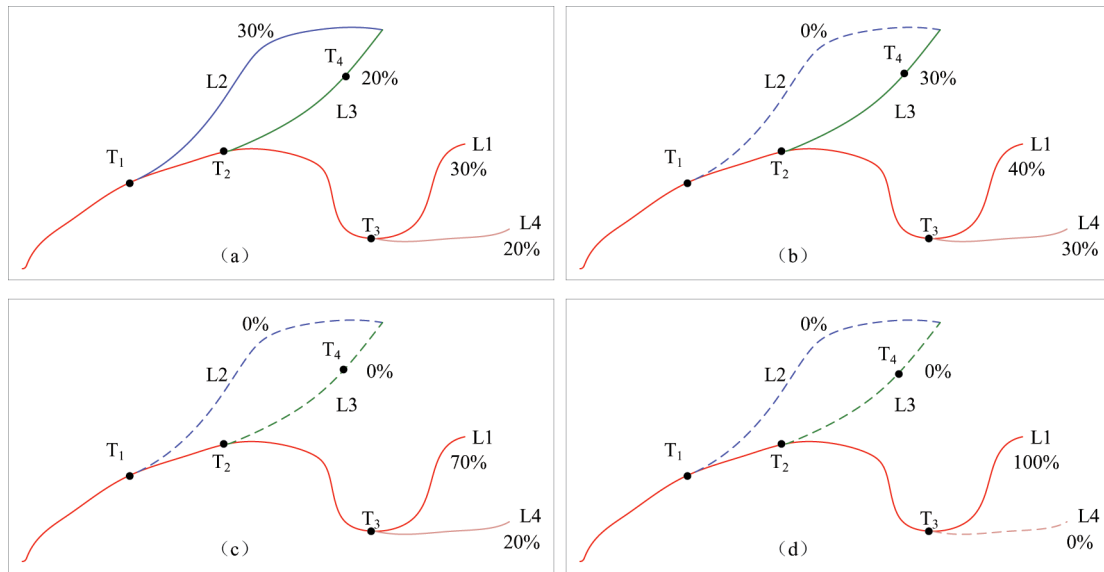 30%
T4
20%
L2
L3
T1
T2
L1
30%
T3
L4
20%
（a）
0%
T4
30%
L2
L3
T1
T2
L1
40%
T3
L4
30%
（b）
0%
T4
0%
L2
L3
T1
T2
L1
70%
T3
L4
20%
（c）
0%
T4
0%
L2
L3
T1
T2
L1
100%
T3
L4
0%
（d）